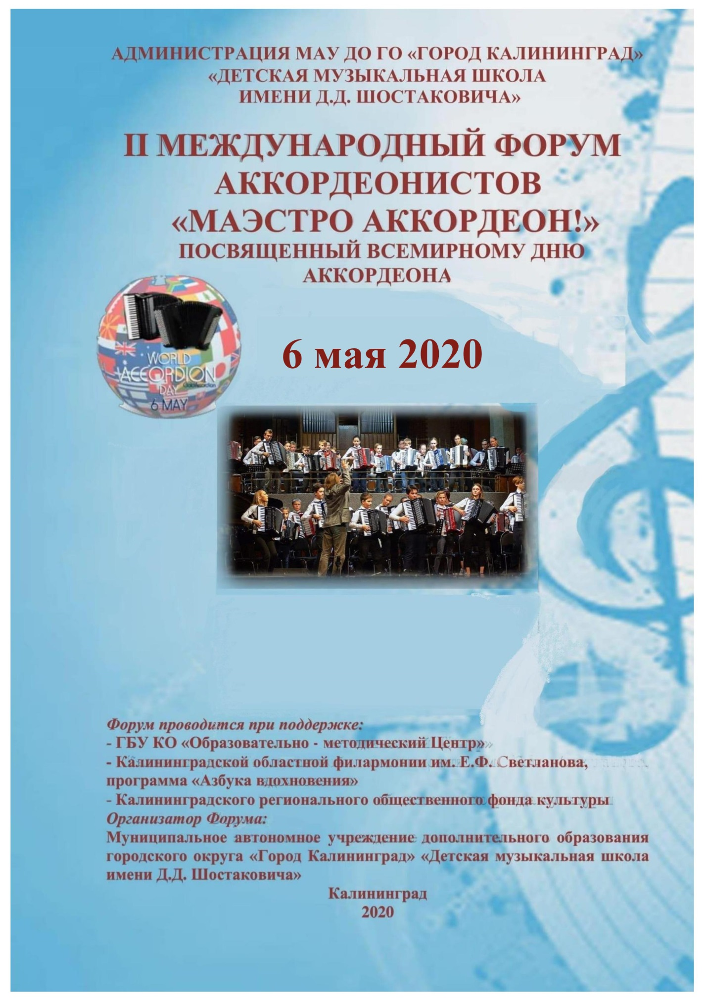 АДМИНИСТРАЦИЯ МАУ ДО ГО «ГОРОД КАЛИНИНГРАД»
«ДЕТСКАЯ МУЗЫКАЛЬНАЯ ШКОЛА
ИМЕНИ Д.Д. ШОСТАКОВИЧА»
II МЕЖДУНАРОДНЫЙ ФОРУМ
АККОРДЕОНИСТОВ
«МАЭСТРО АККОРДЕОН!»
ПОСВЯЩЕННЫЙ ВСЕМИРНОМУ ДНЮ
АККОРДЕОНА
WORLD
ACCORDION
DAY
6 MAY
6 мая 2020
Форум проводится при поддержке:
- ГБУ КО «Образовательно - методический Центр»
- Калининградской областной филармонии им. Е.Ф. Светланова,
программа «Азбука вдохновения»
- Калининградского регионального общественного фонда культуры
Организатор Форума:
Муниципальное автономное учреждение дополнительного образования
городского округа «Город Калининград» «Детская музыкальная школа
имени Д.Д. Шостаковича»
Калининград
2020